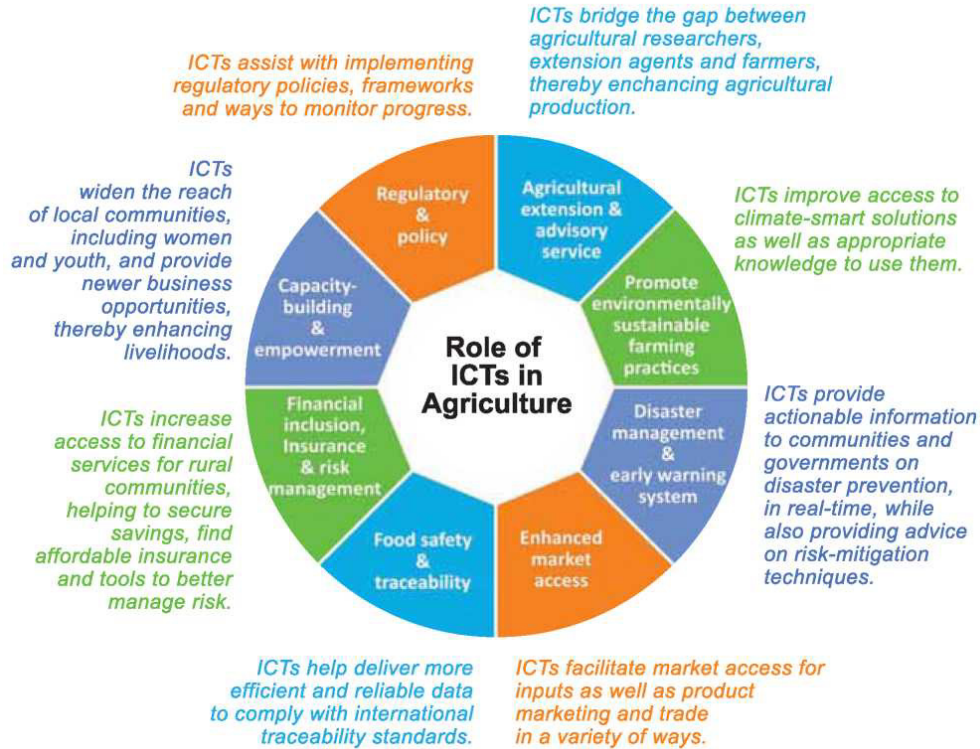 ICTs assist with implementing
regulatory policies, frameworks
and ways to monitor progress.
ICTs bridge the gap between
agricultural researchers,
extension agents and farmers,
thereby enchancing agricultural
production.
ICTs
widen the reach
of local communities,
including women
and youth, and provide
newer business
opportunities,
thereby enhancing
livelihoods.
Regulatory
&
policy
Agricultural
extension &
advisory
service
ICTs improve access to
climate-smart solutions
as well as appropriate
knowledge to use them.
Capacity-
building
&
empowerment
Promote
environmentally
sustainable
farming
practices
Role of
ICTs in
Agriculture
ICTs increase
access to financial
services for rural
communities,
helping to secure
savings, find
affordable insurance
and tools to better
manage risk.
Financial
inclusion,
Insurance
& risk
management
Disaster
management
&
early warning
system
ICTs provide
actionable information
to communities and
governments on
disaster prevention,
in real-time, while
also providing advice
on risk-mitigation
techniques.
Food safety
&
traceability
Enhanced
market
access
ICTs help deliver more
efficient and reliable data
to comply with international
traceability standards.
ICTs facilitate market access for
inputs as well as product
marketing and trade
in a variety of ways.